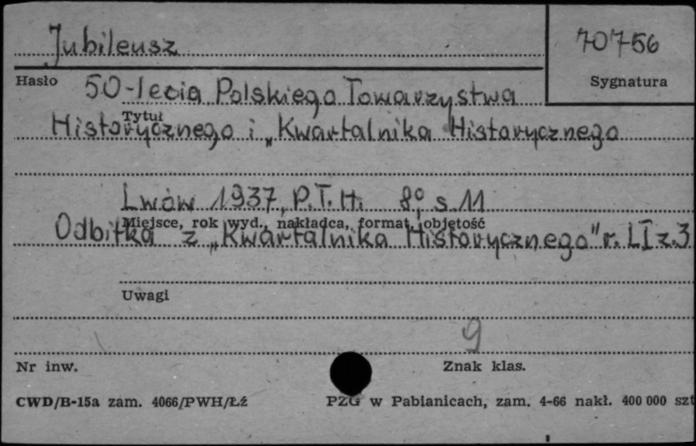 Jubileusz
70756
Hasło
Sygnatura
50-lecia Polskiego Towarzystwa
Tytuł
Historycznego i „Kwartalnika Historycznego
Lwów 1937, P.T.H. 8° s. 11
Miejsce, rok wyd., nakładca, format, objętość
Odbitka z „Kwartalnika Historycznego" r. LI z. 3
Uwagi
9
Nr inw.
Znak klas.
CWD/B-15a zam. 4066/PWH/Łź
PZG w Pabianicach, zam. 4-66 nakł. 400 000 szt